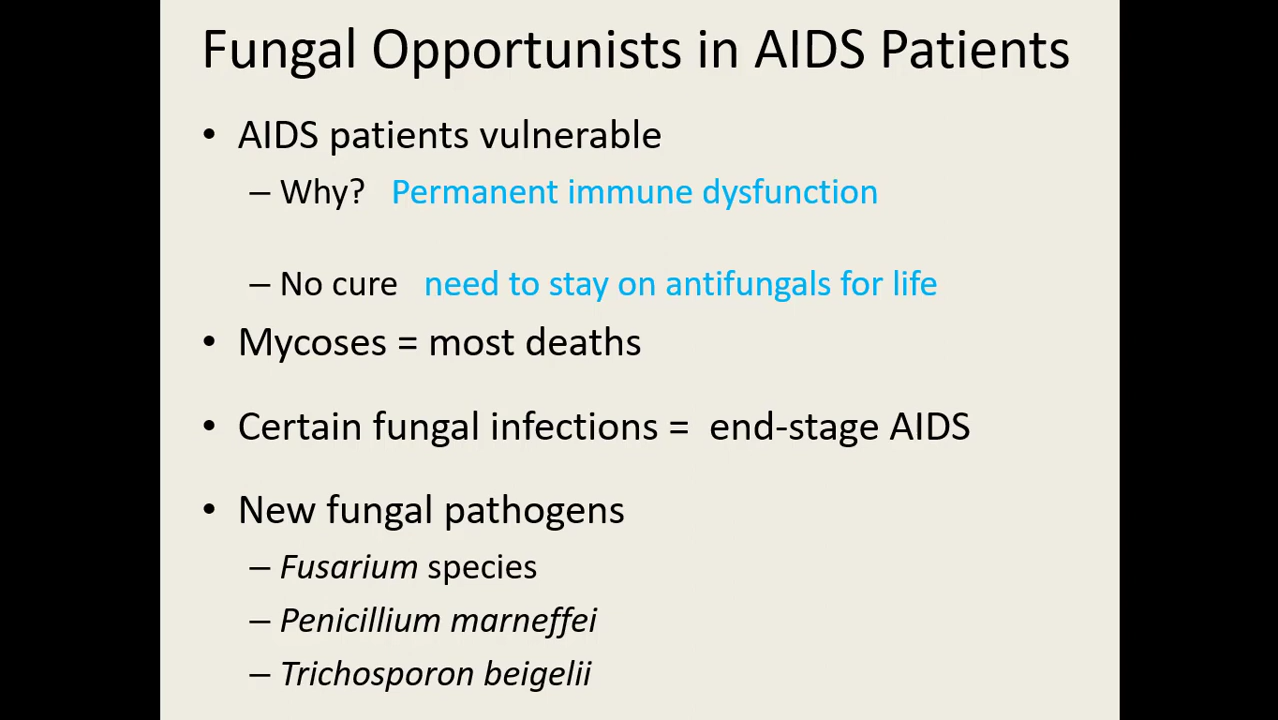 Fungal Opportunists in AIDS Patients
• AIDS patients vulnerable
– Why? Permanent immune dysfunction
– No cure need to stay on antifungals for life
• Mycoses = most deaths
• Certain fungal infections = end-stage AIDS
• New fungal pathogens
– Fusarium species
– Penicillium marneffei
– Trichosporon beigelii